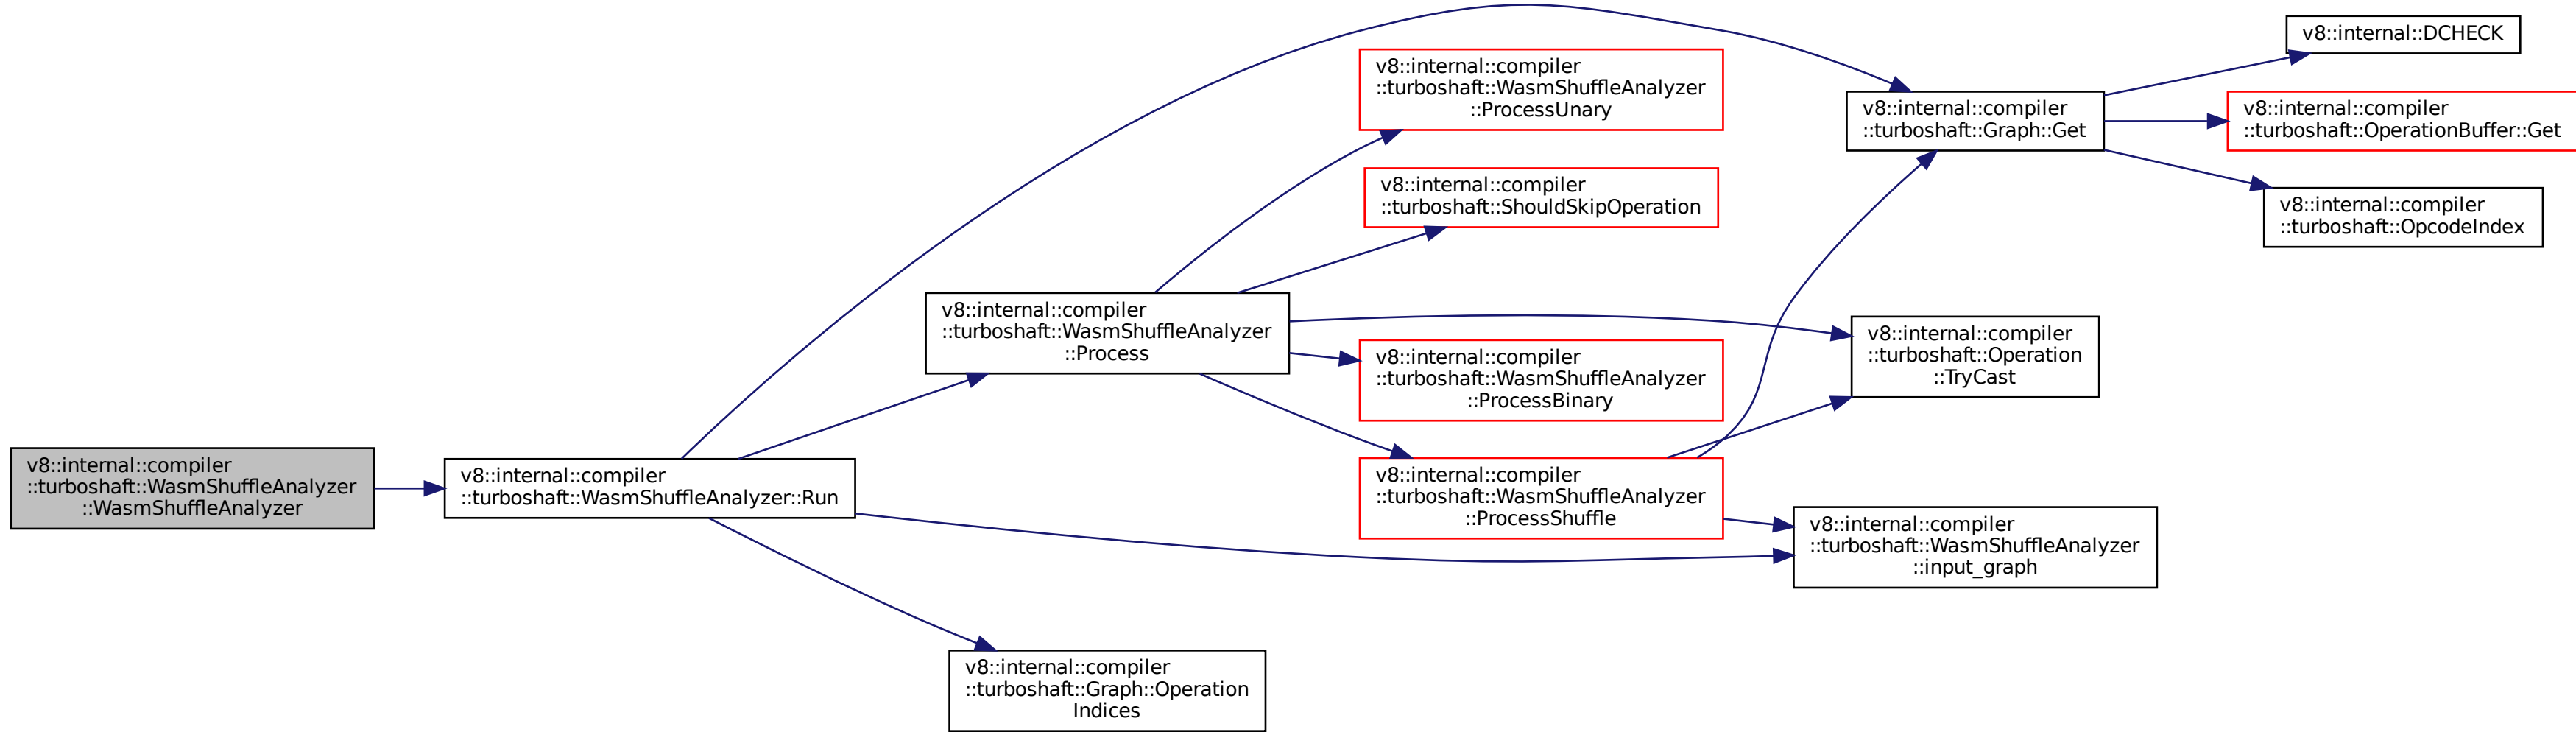 v8::internal::compiler
::turboshaft::WasmShuffleAnalyzer
::WasmShuffleAnalyzer
v8::internal::compiler
::turboshaft::WasmShuffleAnalyzer::Run
v8::internal::compiler
::turboshaft::WasmShuffleAnalyzer
::Process
v8::internal::compiler
::turboshaft::Graph::Operation
Indices
v8::internal::compiler
::turboshaft::WasmShuffleAnalyzer
::ProcessUnary
v8::internal::compiler
::turboshaft::ShouldSkipOperation
v8::internal::compiler
::turboshaft::WasmShuffleAnalyzer
::ProcessBinary
v8::internal::compiler
::turboshaft::WasmShuffleAnalyzer
::ProcessShuffle
v8::internal::compiler
::turboshaft::Graph::Get
v8::internal::compiler
::turboshaft::Operation
::TryCast
v8::internal::compiler
::turboshaft::WasmShuffleAnalyzer
::input_graph
v8::internal::DCHECK
v8::internal::compiler
::turboshaft::OperationBuffer::Get
v8::internal::compiler
::turboshaft::OpcodeIndex